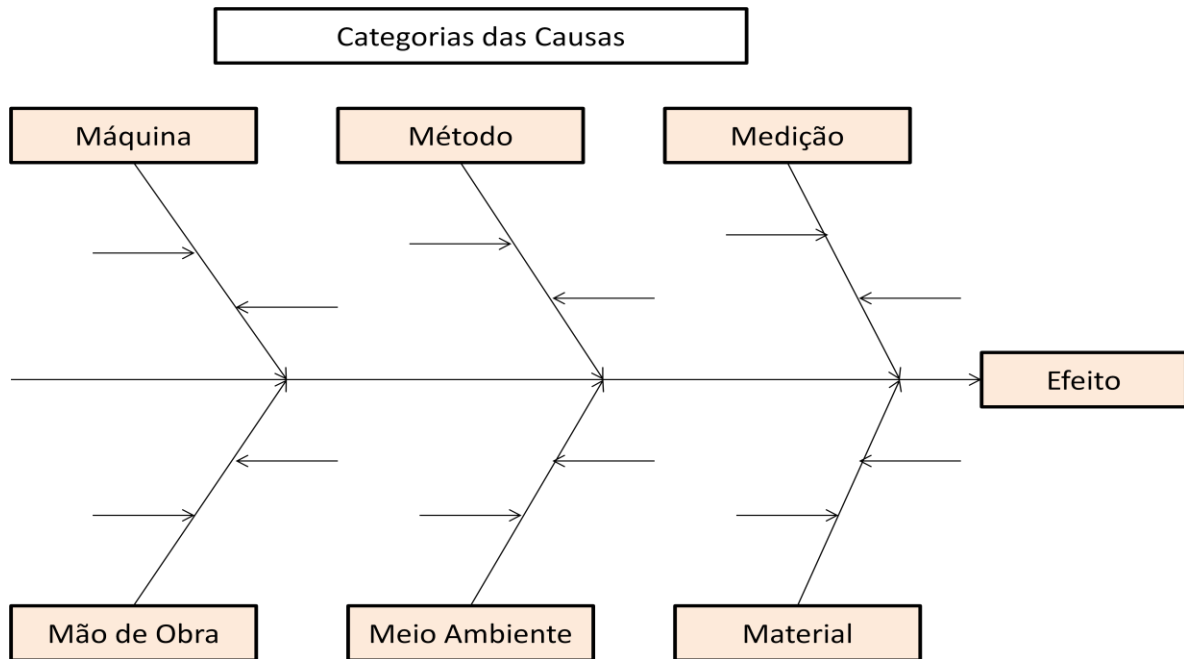 Categorias das Causas
Máquina
Método
Medição
Efeito
Mão de Obra
Meio Ambiente
Material